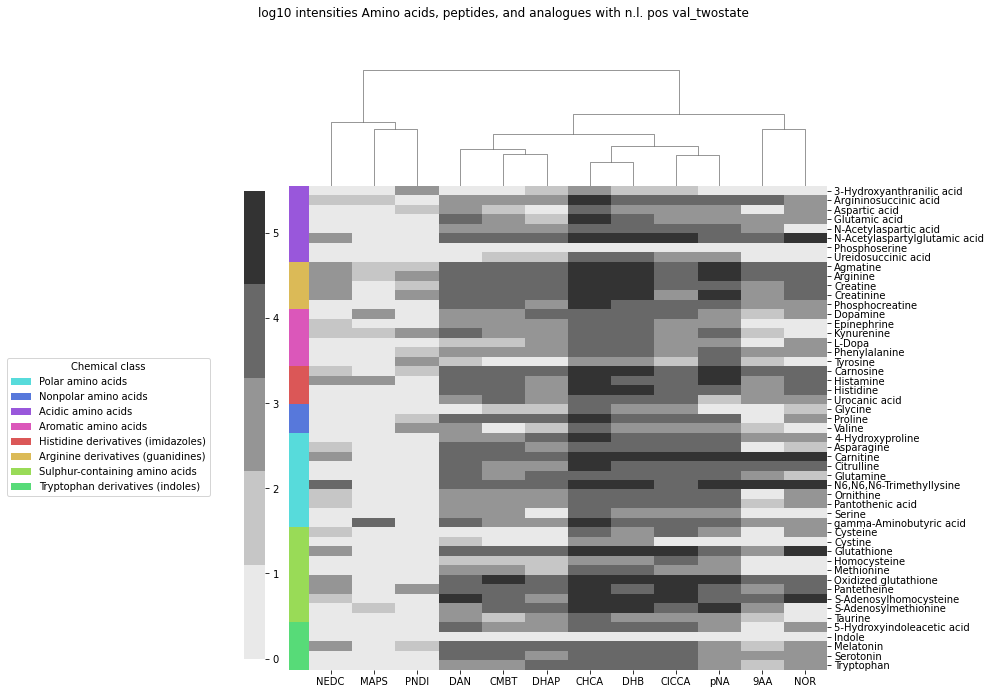 log10 intensities Amino acids, peptides, and analogues with n.l. pos val_twostate
Chemical class
Polar amino acids
Nonpolar amino acids
Acidic amino acids
Aromatic amino acids
Histidine derivatives (imidazoles)
Arginine derivatives (guanidines)
Sulphur-containing amino acids
Tryptophan derivatives (indoles)
5
4
3
2
1
0
3-Hydroxyanthranilic acid
Argininosuccinic acid
Aspartic acid
Glutamic acid
N-Acetylaspartic acid
N-Acetylaspartylglutamic acid
Phosphoserine
Ureidosuccinic acid
Agmatine
Arginine
Creatine
Creatinine
Phosphocreatine
Dopamine
Epinephrine
Kynurenine
L-Dopa
Phenylalanine
Tyrosine
Carnosine
Histamine
Histidine
Urocanic acid
Glycine
Proline
Valine
4-Hydroxyproline
Asparagine
Carnitine
Citrulline
Glutamine
N6,N6,N6-Trimethyllysine
Ornithine
Pantothenic acid
Serine
gamma-Aminobutyric acid
Cysteine
Cystine
Glutathione
Homocysteine
Methionine
Oxidized glutathione
Pantetheine
S-Adenosylhomocysteine
S-Adenosylmethionine
Taurine
5-Hydroxyindoleacetic acid
Indole
Melatonin
Serotonin
Tryptophan
NEDC MAPS PNDI DAN CMBT DHAP CHCA DHB ClCCA pNA 9AA NOR